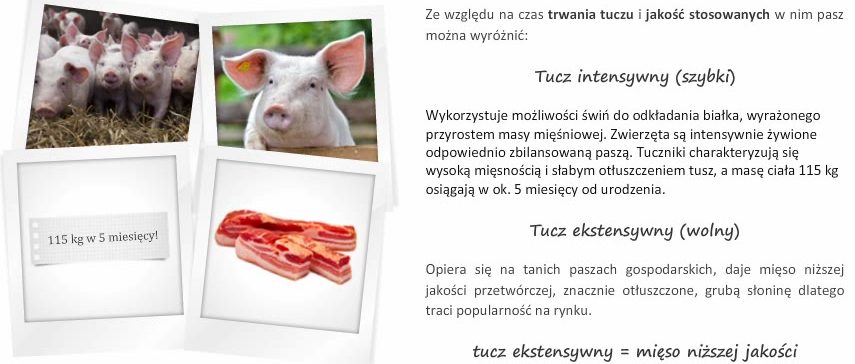 115 kg w 5 miesięcy!
Ze względu na czas trwania tuczu i jakość stosowanych w nim pasz
można wyróżnić:
Tucz intensywny (szybki)
Wykorzystuje możliwości świń do odkładania białka, wyrażonego
przyrostem masy mięśniowej. Zwierzęta są intensywnie żywione
odpowiednio zbilansowaną paszą. Tuczniki charakteryzują się
wysoką mięsnością i słabym otłuszczeniem tusz, a masę ciała 115 kg
osiągają w ok. 5 miesięcy od urodzenia.
Tucz ekstensywny (wolny)
Opiera się na tanich paszach gospodarskich, daje mięso niższej
jakości przetwórczej, znacznie otłuszczone, grubą słoninę dlatego
traci popularność na rynku.
tucz ekstensywny = mięso niższej jakości